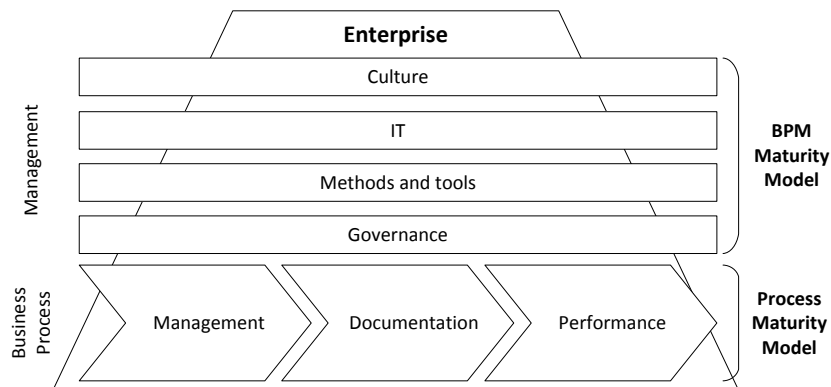 Enterprise
Culture
IT
Methods and tools
Governance
Management
BPM
Maturity
Model
Management
Documentation
Performance
Business
Process
Process
Maturity
Model